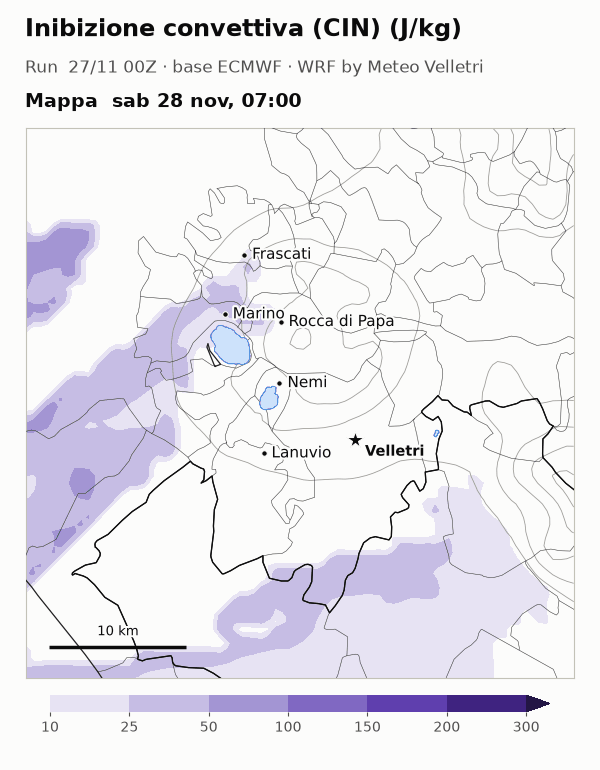 Inibizione convettiva (CIN) (J/kg)
Run  27/11 00Z · base ECMWF · WRF by Meteo Velletri
Mappa  sab 28 nov, 07:00
Frascati
Marino
Rocca di Papa
Nemi
Velletri
Lanuvio
10 km
10 25 50 100 150 200 300